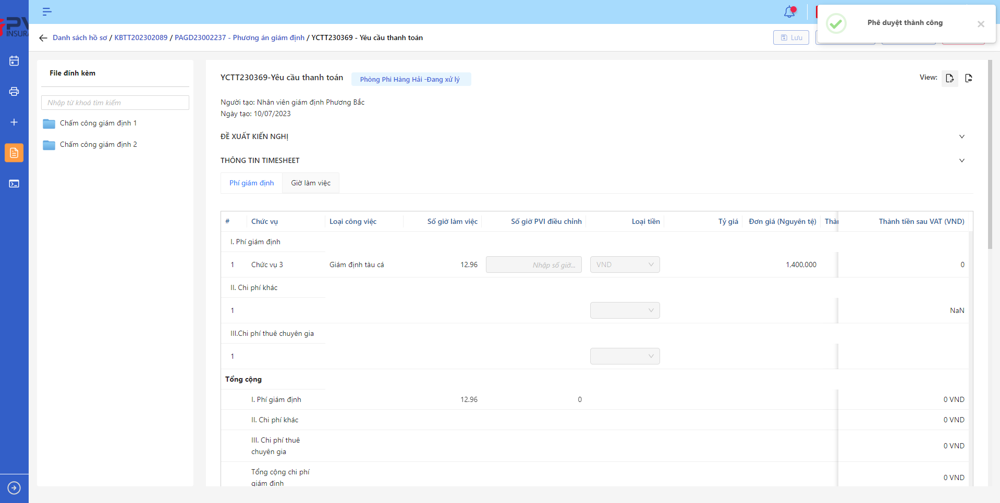 PV
INSURA
Phê duyệt thành công
Danh sách hồ sơ / KBTT202302089 / PAGD23002237 - Phương án giám định / YCTT230369 - Yêu cầu thanh toán
Lưu
File đính kèm
Nhập từ khoá tìm kiếm
Chấm công giám định 1
Chấm công giám định 2
YCTT230369-Yêu cầu thanh toán
Phòng Phi Hàng Hải -Đang xử lý
View:
Người tạo: Nhân viên giám định Phương Bắc
Ngày tạo: 10/07/2023
ĐỀ XUẤT KIẾN NGHỊ
THÔNG TIN TIMESHEET
Phí giám định
Giờ làm việc
# Chức vụ Loại công việc Số giờ làm việc Số giờ PVI điều chỉnh Loại tiền Tỷ giá Đơn giá (Nguyên tệ) Thàn Thành tiền sau VAT (VND)
I. Phí giám định
1 Chức vụ 3 Giám định tàu cá 12.96 Nhập số giờ... VND 1,400,000 0
II. Chi phí khác
1 NaN
III.Chi phí thuê chuyên gia
1
Tổng cộng
I. Phí giám định 12.96 0 0 VND
II. Chi phí khác 0 VND
III. Chi phí thuê
chuyên gia
0 VND
Tổng cộng chi phí
giám định
0 VND